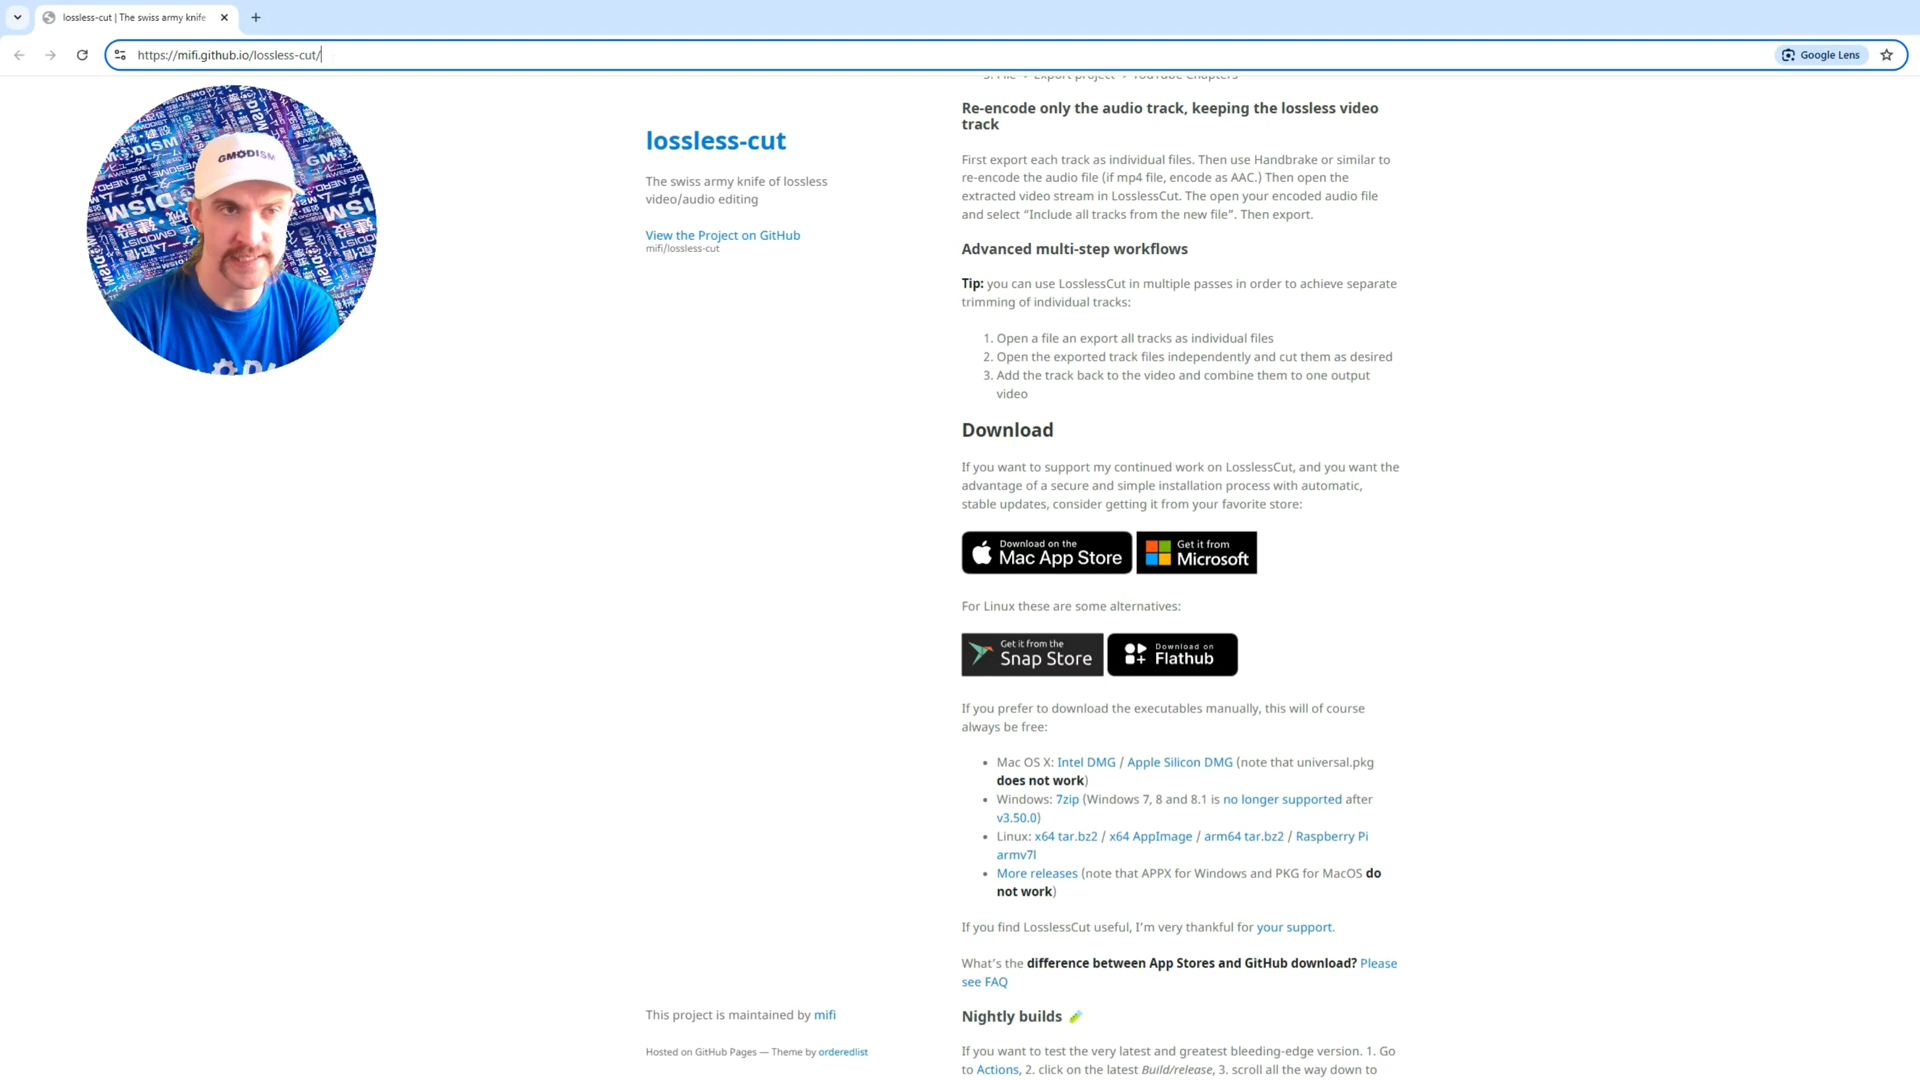 lossless-cut | The swiss army knife
https://mifi.github.io/lossless-cut/
Google Lens
GMODISM
lossless-cut
The swiss army knife of lossless
video/audio editing
View the Project on GitHub
mifi/lossless-cut
3. File -> Export project -> YouTube Chapters
Re-encode only the audio track, keeping the lossless video
track
First export each track as individual files. Then use Handbrake or similar to
re-encode the audio file (if mp4 file, encode as AAC.) Then open the
extracted video stream in LosslessCut. The open your encoded audio file
and select “Include all tracks from the new file”. Then export.
Advanced multi-step workflows
Tip: you can use LosslessCut in multiple passes in order to achieve separate
trimming of individual tracks:
1. Open a file an export all tracks as individual files
2. Open the exported track files independently and cut them as desired
3. Add the track back to the video and combine them to one output
video
Download
If you want to support my continued work on LosslessCut, and you want the
advantage of a secure and simple installation process with automatic,
stable updates, consider getting it from your favorite store:
Download on the
Mac App Store
Get it from
Microsoft
For Linux these are some alternatives:
Get it from the
Snap Store
Download on
Flathub
If you prefer to download the executables manually, this will of course
always be free:
• Mac OS X: Intel DMG / Apple Silicon DMG (note that universal.pkg
does not work)
• Windows: 7zip (Windows 7, 8 and 8.1 is no longer supported after
v3.50.0)
• Linux: x64 tar.bz2 / x64 AppImage / arm64 tar.bz2 / Raspberry Pi
armv7l
• More releases (note that APPX for Windows and PKG for MacOS do
not work)
If you find LosslessCut useful, I’m very thankful for your support.
What’s the difference between App Stores and GitHub download? Please
see FAQ
Nightly builds
If you want to test the very latest and greatest bleeding-edge version. 1. Go
to Actions, 2. click on the latest Build/release, 3. scroll all the way down to
This project is maintained by mifi
Hosted on GitHub Pages — Theme by orderedlist